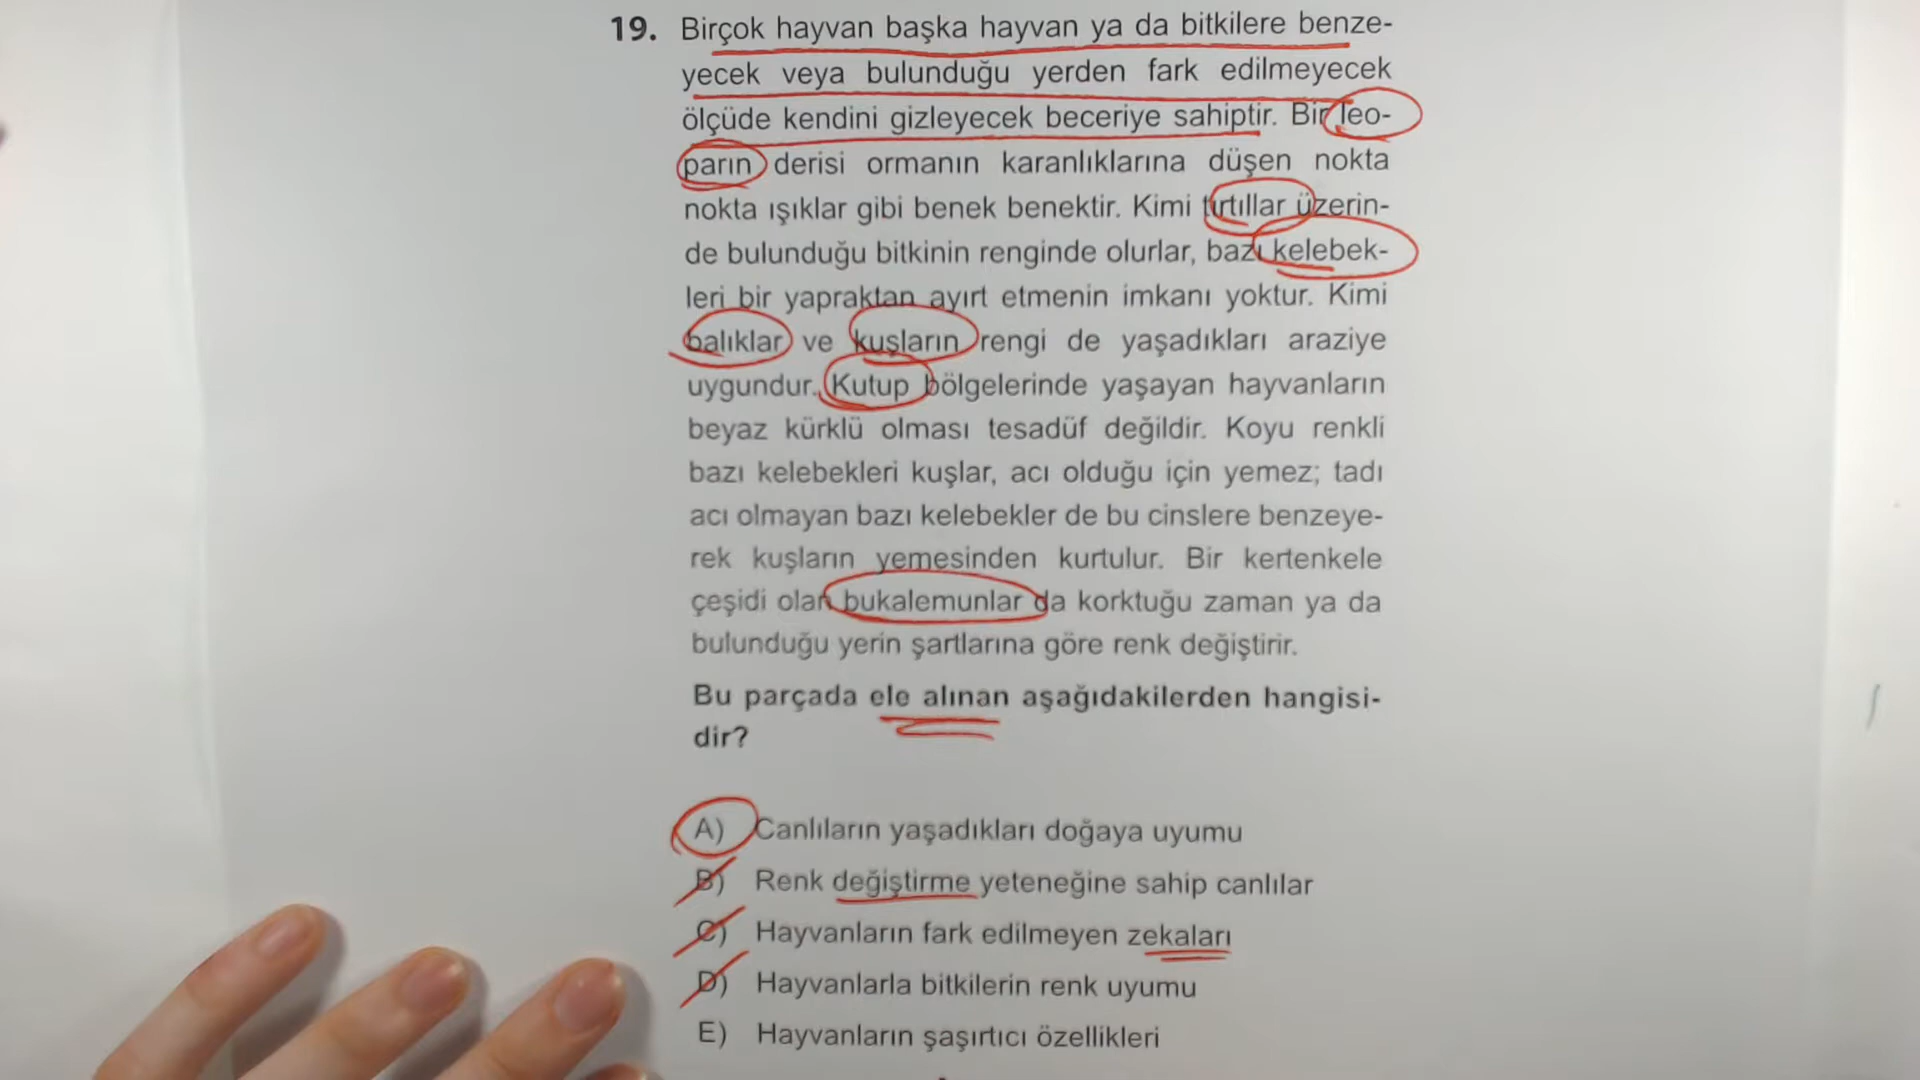 19. Birçok hayvan başka hayvan ya da bitkilere benze-
yecek veya bulunduğu yerden fark edilmeyecek
ölçüde kendini gizleyecek beceriye sahiptir. Bir leo-
parın derisi ormanın karanlıklarına düşen nokta
nokta ışıklar gibi benek benektir. Kimi tırtıllar üzerin-
de bulunduğu bitkinin renginde olurlar, bazı kelebek-
leri bir yapraktan ayırt etmenin imkanı yoktur. Kimi
balıklar ve kuşların rengi de yaşadıkları araziye
uygundur. Kutup bölgelerinde yaşayan hayvanların
beyaz kürklü olması tesadüf değildir. Koyu renkli
bazı kelebekleri kuşlar, acı olduğu için yemez; tadı
acı olmayan bazı kelebekler de bu cinslere benzeye-
rek kuşların yemesinden kurtulur. Bir kertenkele
çeşidi olan bukalemunlar da korktuğu zaman ya da
bulunduğu yerin şartlarına göre renk değiştirir.
Bu parçada ele alınan aşağıdakilerden hangisi-
dir?
A) Canlıların yaşadıkları doğaya uyumu
B) Renk değiştirme yeteneğine sahip canlılar
C) Hayvanların fark edilmeyen zekaları
D) Hayvanlarla bitkilerin renk uyumu
E) Hayvanların şaşırtıcı özellikleri